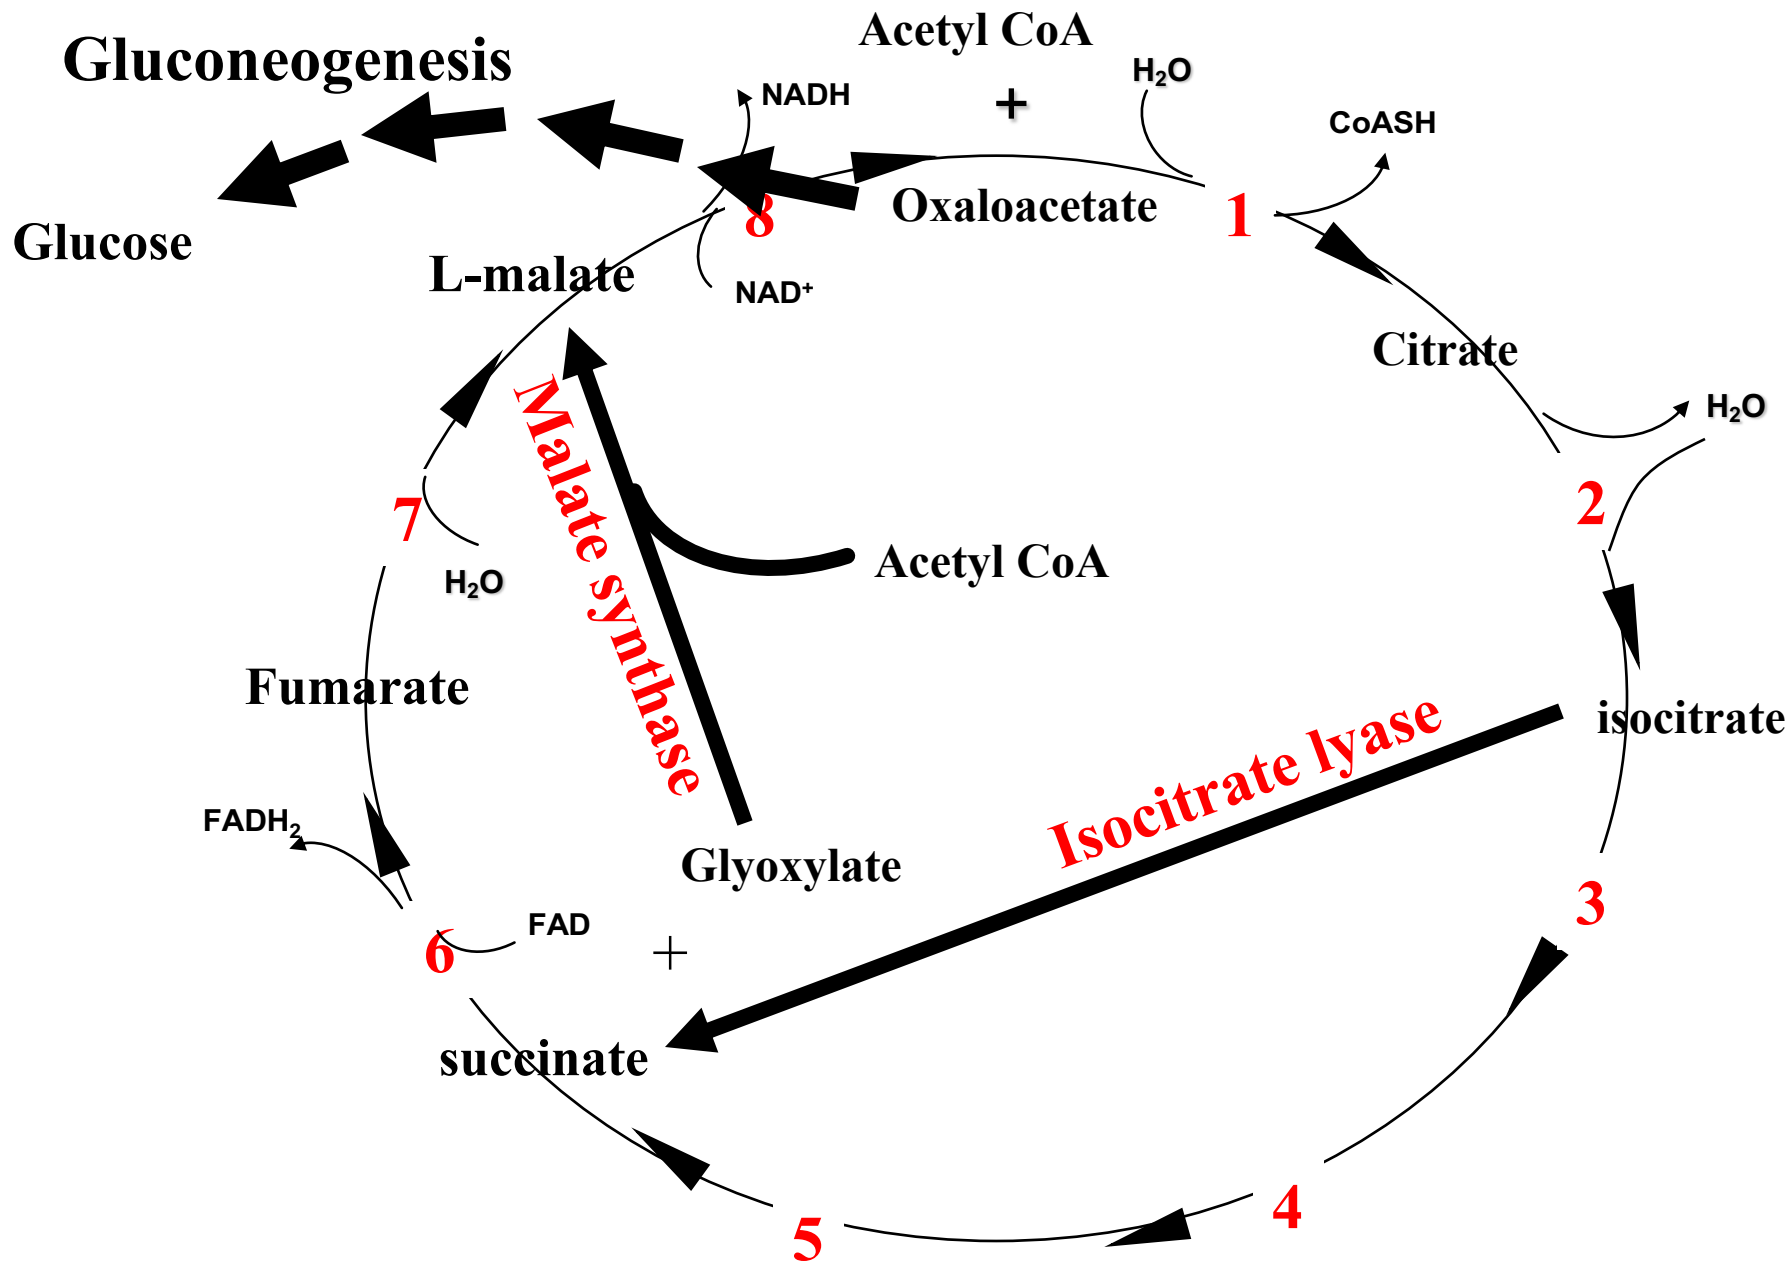 Acetyl CoA
Gluconeogenesis
H₂O
NADH
+
CoASH
8
Oxaloacetate
1
Glucose
L-malate
NAD⁺
Citrate
H₂O
2
7
Malate synthase
Acetyl CoA
H₂O
Fumarate
isocitrate
Isocitrate lyase
FADH₂
Glyoxylate
3
FAD
6
+
succinate
4
5